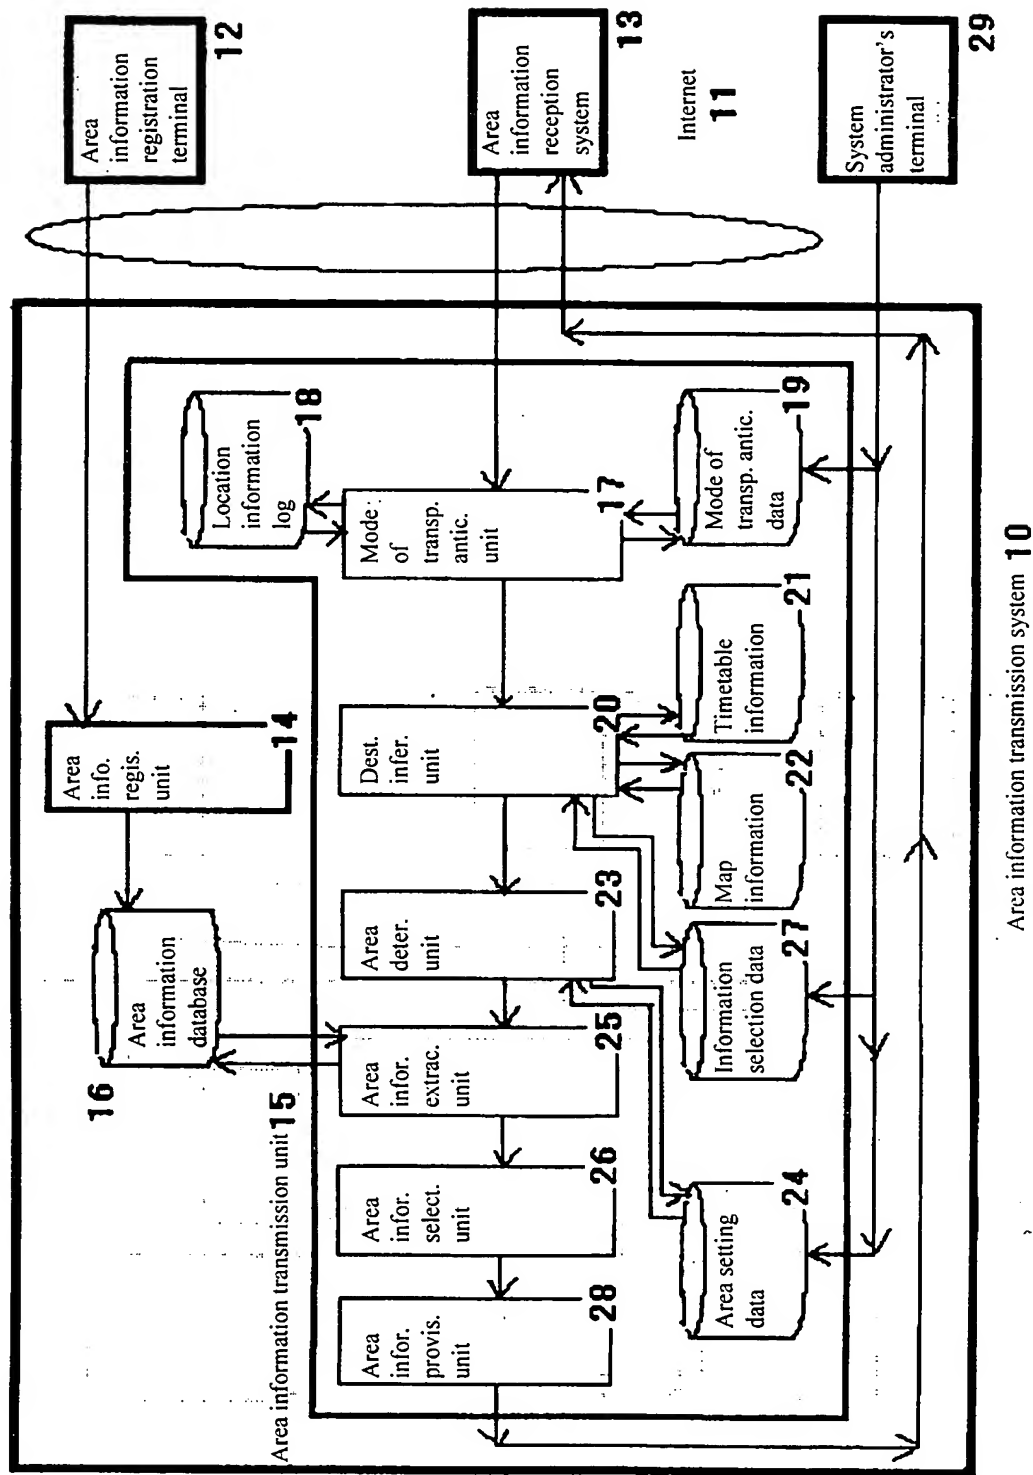 Area
information
registration
terminal
12
Area
information
reception
system
13
Internet
11
System
administrator's
terminal
29
Area
info.
regis.
unit
14
Area
information
database
16
Area information transmission unit 15
Location
information
log
18
Mode
of
transp.
antic.
unit
17
Mode of
transp. antic.
data
19
Dest.
infer.
unit
20
Timetable
information
21
Map
information
22
Area
deter.
unit
23
Information
selection data
27
Area
infor.
extrac.
unit
25
Area
infor.
select.
unit
26
Area setting
data
24
Area
infor.
provis.
unit
28
Area information transmission system 10